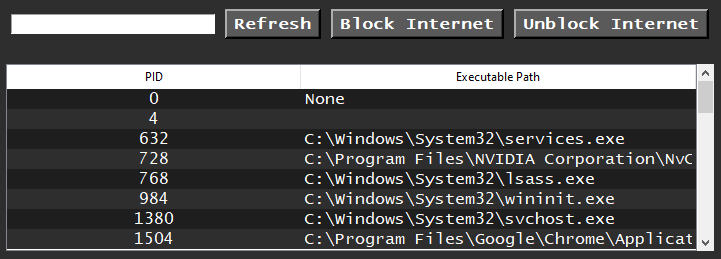 Refresh Block Internet Unblock Internet
PID Executable Path
0 None
4
632 C:\Windows\System32\services.exe
728 C:\Program Files\NVIDIA Corporation\NvC
768 C:\Windows\System32\lsass.exe
984 C:\Windows\System32\wininit.exe
1380 C:\Windows\System32\svchost.exe
1504 C:\Program Files\Google\Chrome\Applicat